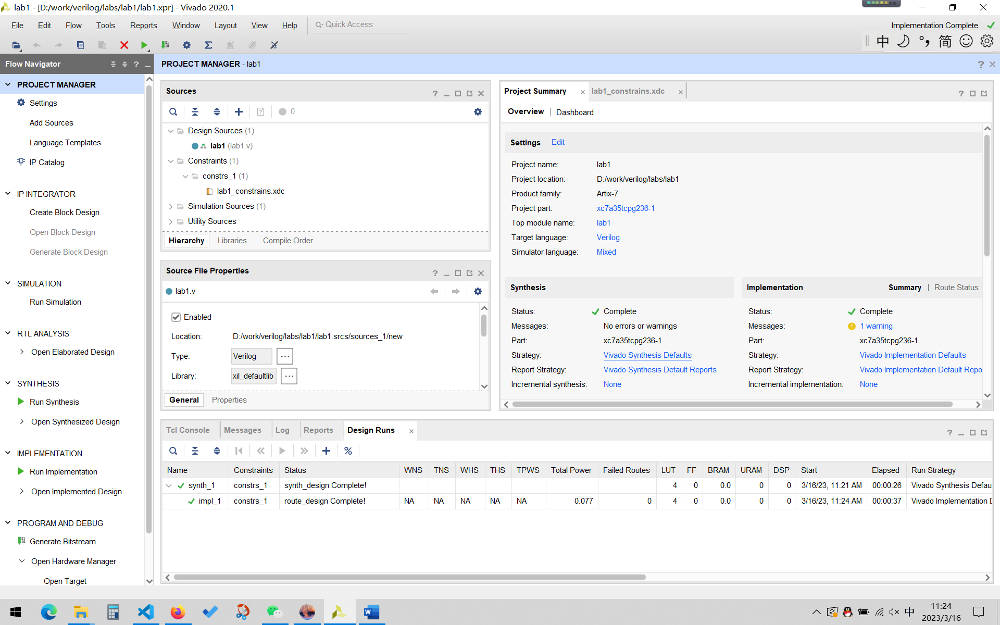 lab1 - [D:/work/verilog/labs/lab1/lab1.xpr] - Vivado 2020.1
File Edit Flow Tools Reports Window Layout View Help Quick Access
Implementation Complete
中 简
Flow Navigator
PROJECT MANAGER - lab1
PROJECT MANAGER
Settings
Add Sources
Language Templates
IP Catalog
IP INTEGRATOR
Create Block Design
Open Block Design
Generate Block Design
SIMULATION
Run Simulation
RTL ANALYSIS
Open Elaborated Design
SYNTHESIS
Run Synthesis
Open Synthesized Design
IMPLEMENTATION
Run Implementation
Open Implemented Design
PROGRAM AND DEBUG
Generate Bitstream
Open Hardware Manager
Open Target
Sources
0
Design Sources (1)
lab1 (lab1.v)
Constraints (1)
constrs_1 (1)
lab1_constrains.xdc
Simulation Sources (1)
Utility Sources
Hierarchy Libraries Compile Order
Source File Properties
lab1.v
Enabled
Location: D:/work/verilog/labs/lab1/lab1.srcs/sources_1/new
Type: Verilog ...
Library: xil_defaultlib ...
General Properties
Project Summary lab1_constrains.xdc
Overview | Dashboard
Settings Edit
Project name: lab1
Project location: D:/work/verilog/labs/lab1
Product family: Artix-7
Project part: xc7a35tcpg236-1
Top module name: lab1
Target language: Verilog
Simulator language: Mixed
Synthesis
Status: Complete
Messages: No errors or warnings
Part: xc7a35tcpg236-1
Strategy: Vivado Synthesis Defaults
Report Strategy: Vivado Synthesis Default Reports
Incremental synthesis: None
Implementation Summary | Route Status
Status: Complete
Messages: 1 warning
Part: xc7a35tcpg236-1
Strategy: Vivado Implementation Defaults
Report Strategy: Vivado Implementation Default Repo
Incremental implementation: None
Tcl Console Messages Log Reports Design Runs
Name Constraints Status WNS TNS WHS THS TPWS Total Power Failed Routes LUT FF BRAM URAM DSP Start Elapsed Run Strategy
synth_1 constrs_1 synth_design Complete! 4 0 0.0 0 0 3/16/23, 11:21 AM 00:00:26 Vivado Synthesis Defau
impl_1 constrs_1 route_design Complete! NA NA NA NA NA 0.077 0 4 0 0.0 0 0 3/16/23, 11:24 AM 00:00:37 Vivado Implementation D
中
11:24
2023/3/16